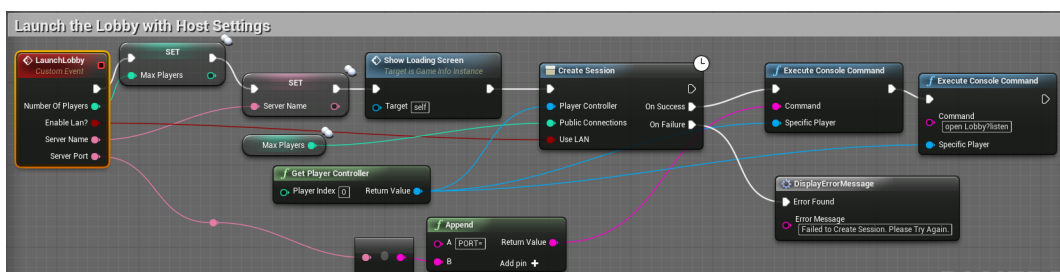 Launch the Lobby with Host Settings
LaunchLobby
Custom Event
Number Of Players
Enable Lan?
Server Name
Server Port
SET
Max Players
SET
Server Name
Max Players
Show Loading Screen
Target is Game Info Instance
Target self
Get Player Controller
Player Index 0 Return Value
Append
A PORT= Return Value
B Add pin +
Create Session
Player Controller On Success
Public Connections On Failure
Use LAN
f Execute Console Command
Command
Specific Player
f Execute Console Command
Command
open Lobby?listen
Specific Player
DisplayErrorMessage
Error Found
Error Message
Failed to Create Session. Please Try Again.